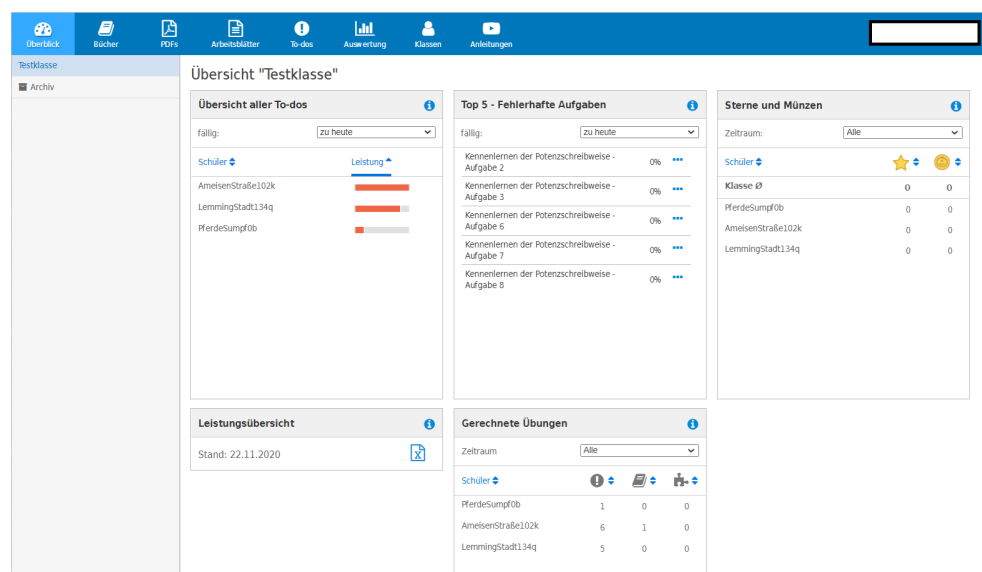 Überblick Bücher PDFs Arbeitsblätter To-dos Auswertung Klassen Anleitungen
Testklasse
Archiv
Übersicht "Testklasse"
Übersicht aller To-dos
fällig: zu heute
Schüler Leistung
AmeisenStraße102k
LemmingStadt134q
PferdeSumpf0b
Top 5 - Fehlerhafte Aufgaben
fällig: zu heute
Kennenlernen der Potenzschreibweise -
Aufgabe 2 0%
Kennenlernen der Potenzschreibweise -
Aufgabe 3 0%
Kennenlernen der Potenzschreibweise -
Aufgabe 6 0%
Kennenlernen der Potenzschreibweise -
Aufgabe 7 0%
Kennenlernen der Potenzschreibweise -
Aufgabe 8 0%
Sterne und Münzen
Zeitraum: Alle
Schüler
Klasse Ø 0 0
PferdeSumpf0b 0 0
AmeisenStraße102k 0 0
LemmingStadt134q 0 0
Leistungsübersicht
Stand: 22.11.2020
Gerechnete Übungen
Zeitraum Alle
Schüler
PferdeSumpf0b 1 0 0
AmeisenStraße102k 6 1 0
LemmingStadt134q 5 0 0